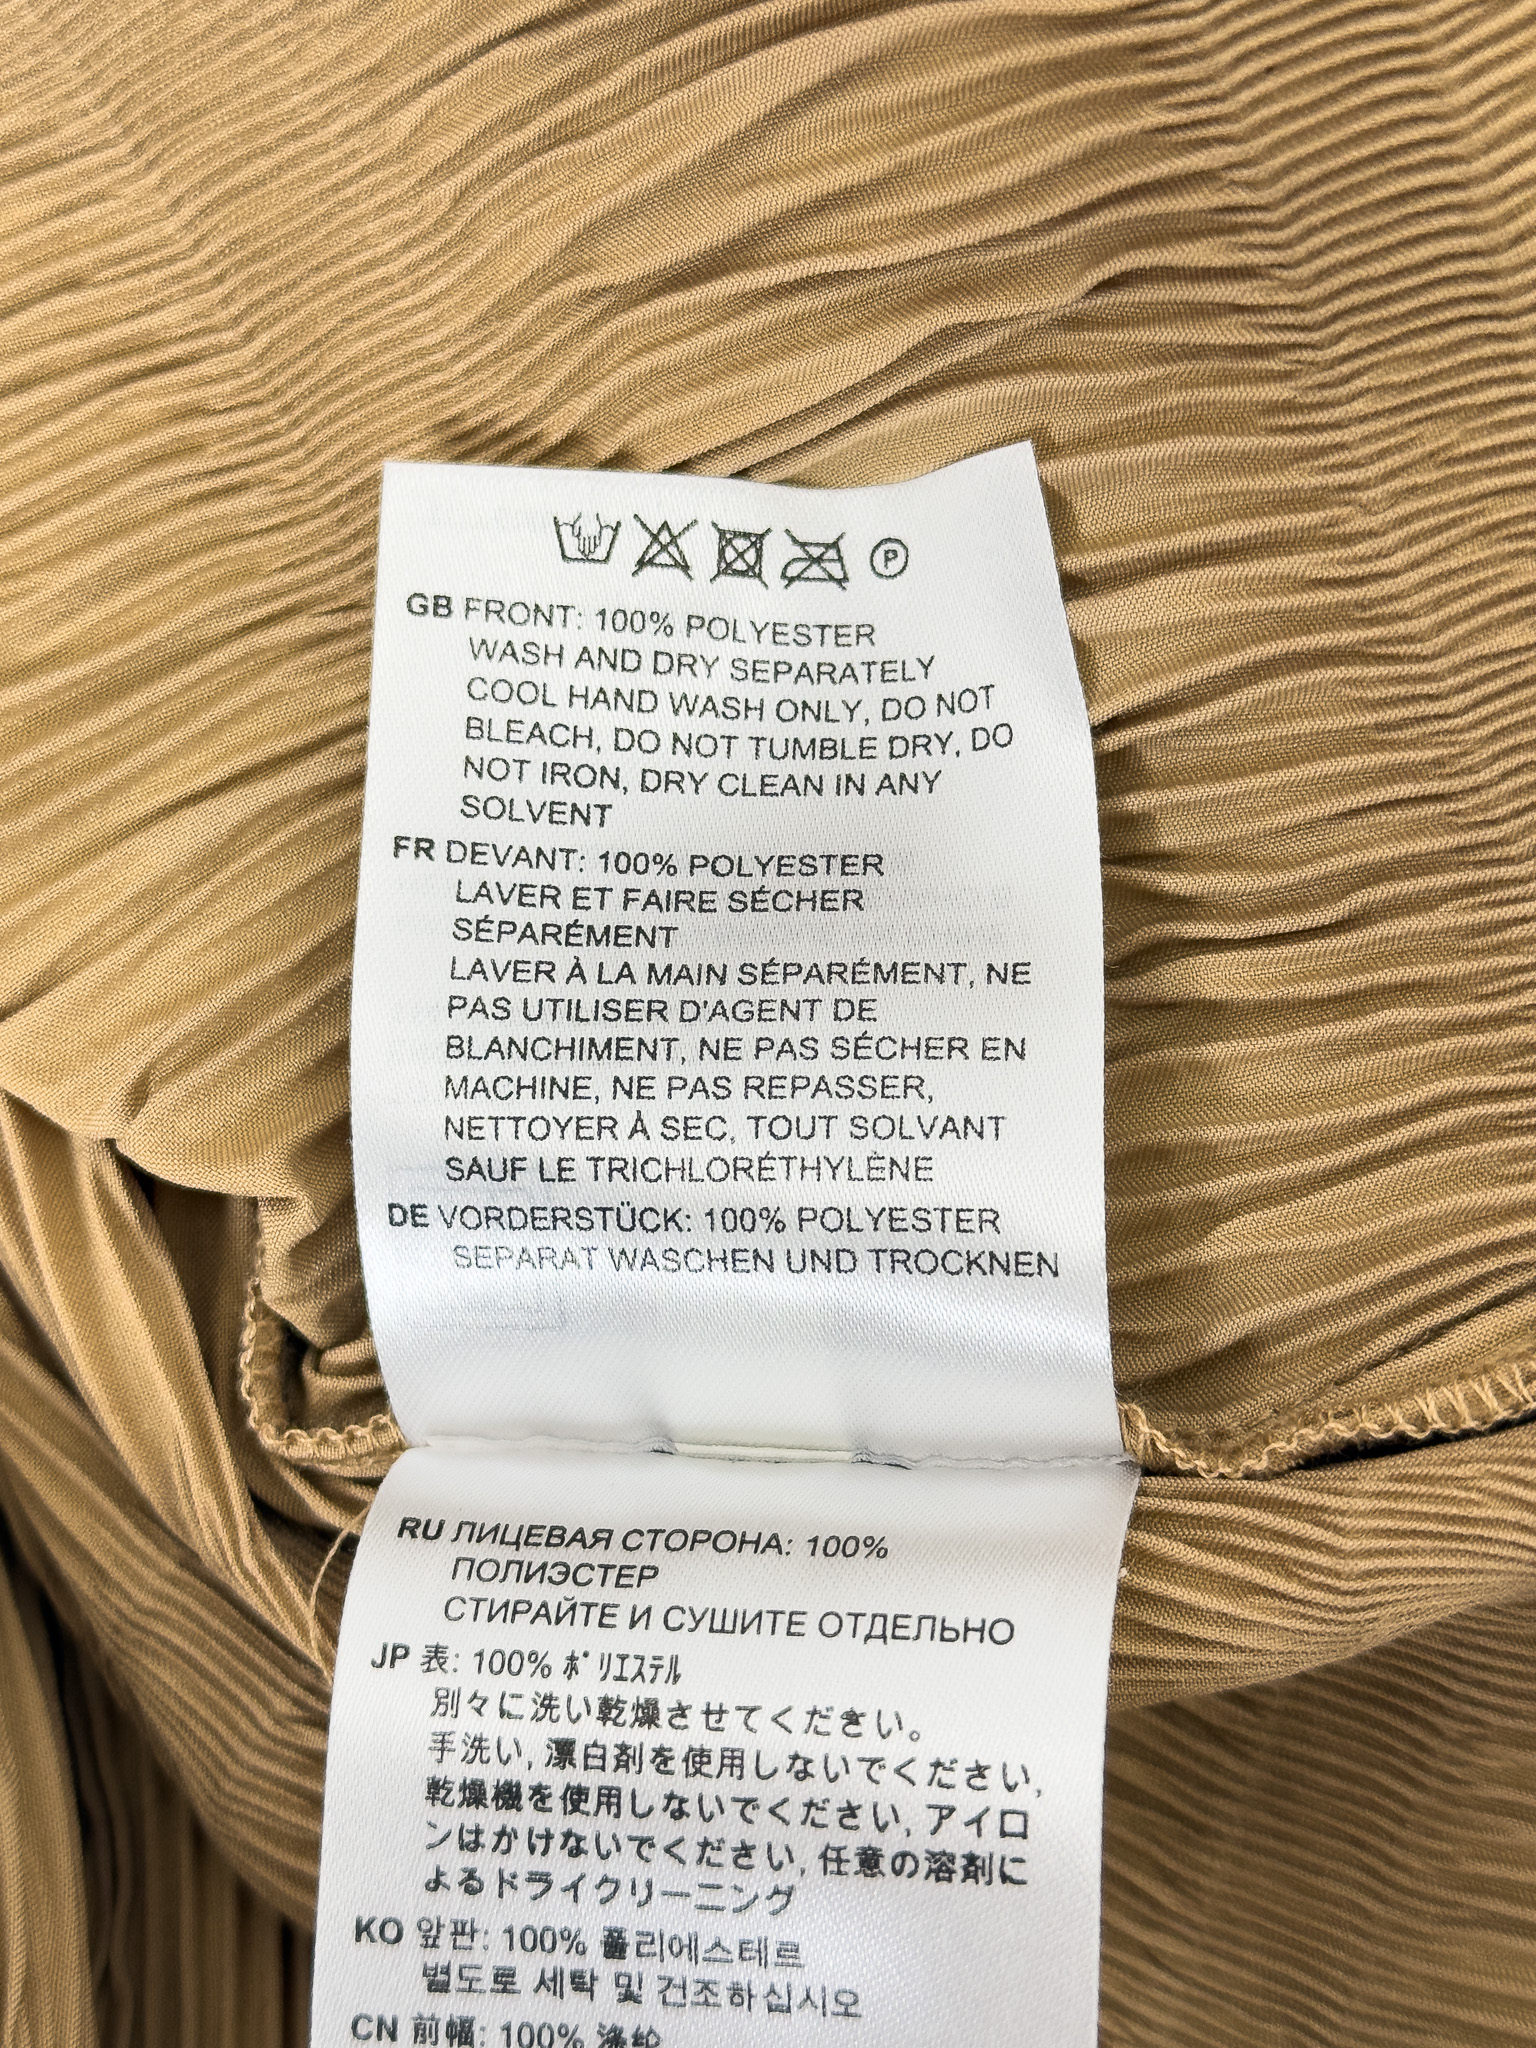 P
GB FRONT: 100% POLYESTER
WASH AND DRY SEPARATELY
COOL HAND WASH ONLY, DO NOT
BLEACH, DO NOT TUMBLE DRY, DO
NOT IRON, DRY CLEAN IN ANY
SOLVENT
FR DEVANT: 100% POLYESTER
LAVER ET FAIRE SÉCHER
SÉPARÉMENT
LAVER À LA MAIN SÉPARÉMENT, NE
PAS UTILISER D'AGENT DE
BLANCHIMENT, NE PAS SÉCHER EN
MACHINE, NE PAS REPASSER,
NETTOYER À SEC, TOUT SOLVANT
SAUF LE TRICHLORÉTHYLÈNE
DE VORDERSTÜCK: 100% POLYESTER
SEPARAT WASCHEN UND TROCKNEN
RU ЛИЦЕВАЯ СТОРОНА: 100%
ПОЛИЭСТЕР
СТИРАЙТЕ И СУШИТЕ ОТДЕЛЬНО
JP 表: 100% ﾎﾟﾘｴｽﾃﾙ
別々に洗い乾燥させてください。
手洗い, 漂白剤を使用しないでください,
乾燥機を使用しないでください, アイロ
ンはかけないでください, 任意の溶剤に
よるドライクリーニング
KO 앞판: 100% 폴리에스테르
별도로 세탁 및 건조하십시오
CN 前幅: 100% 涤纶